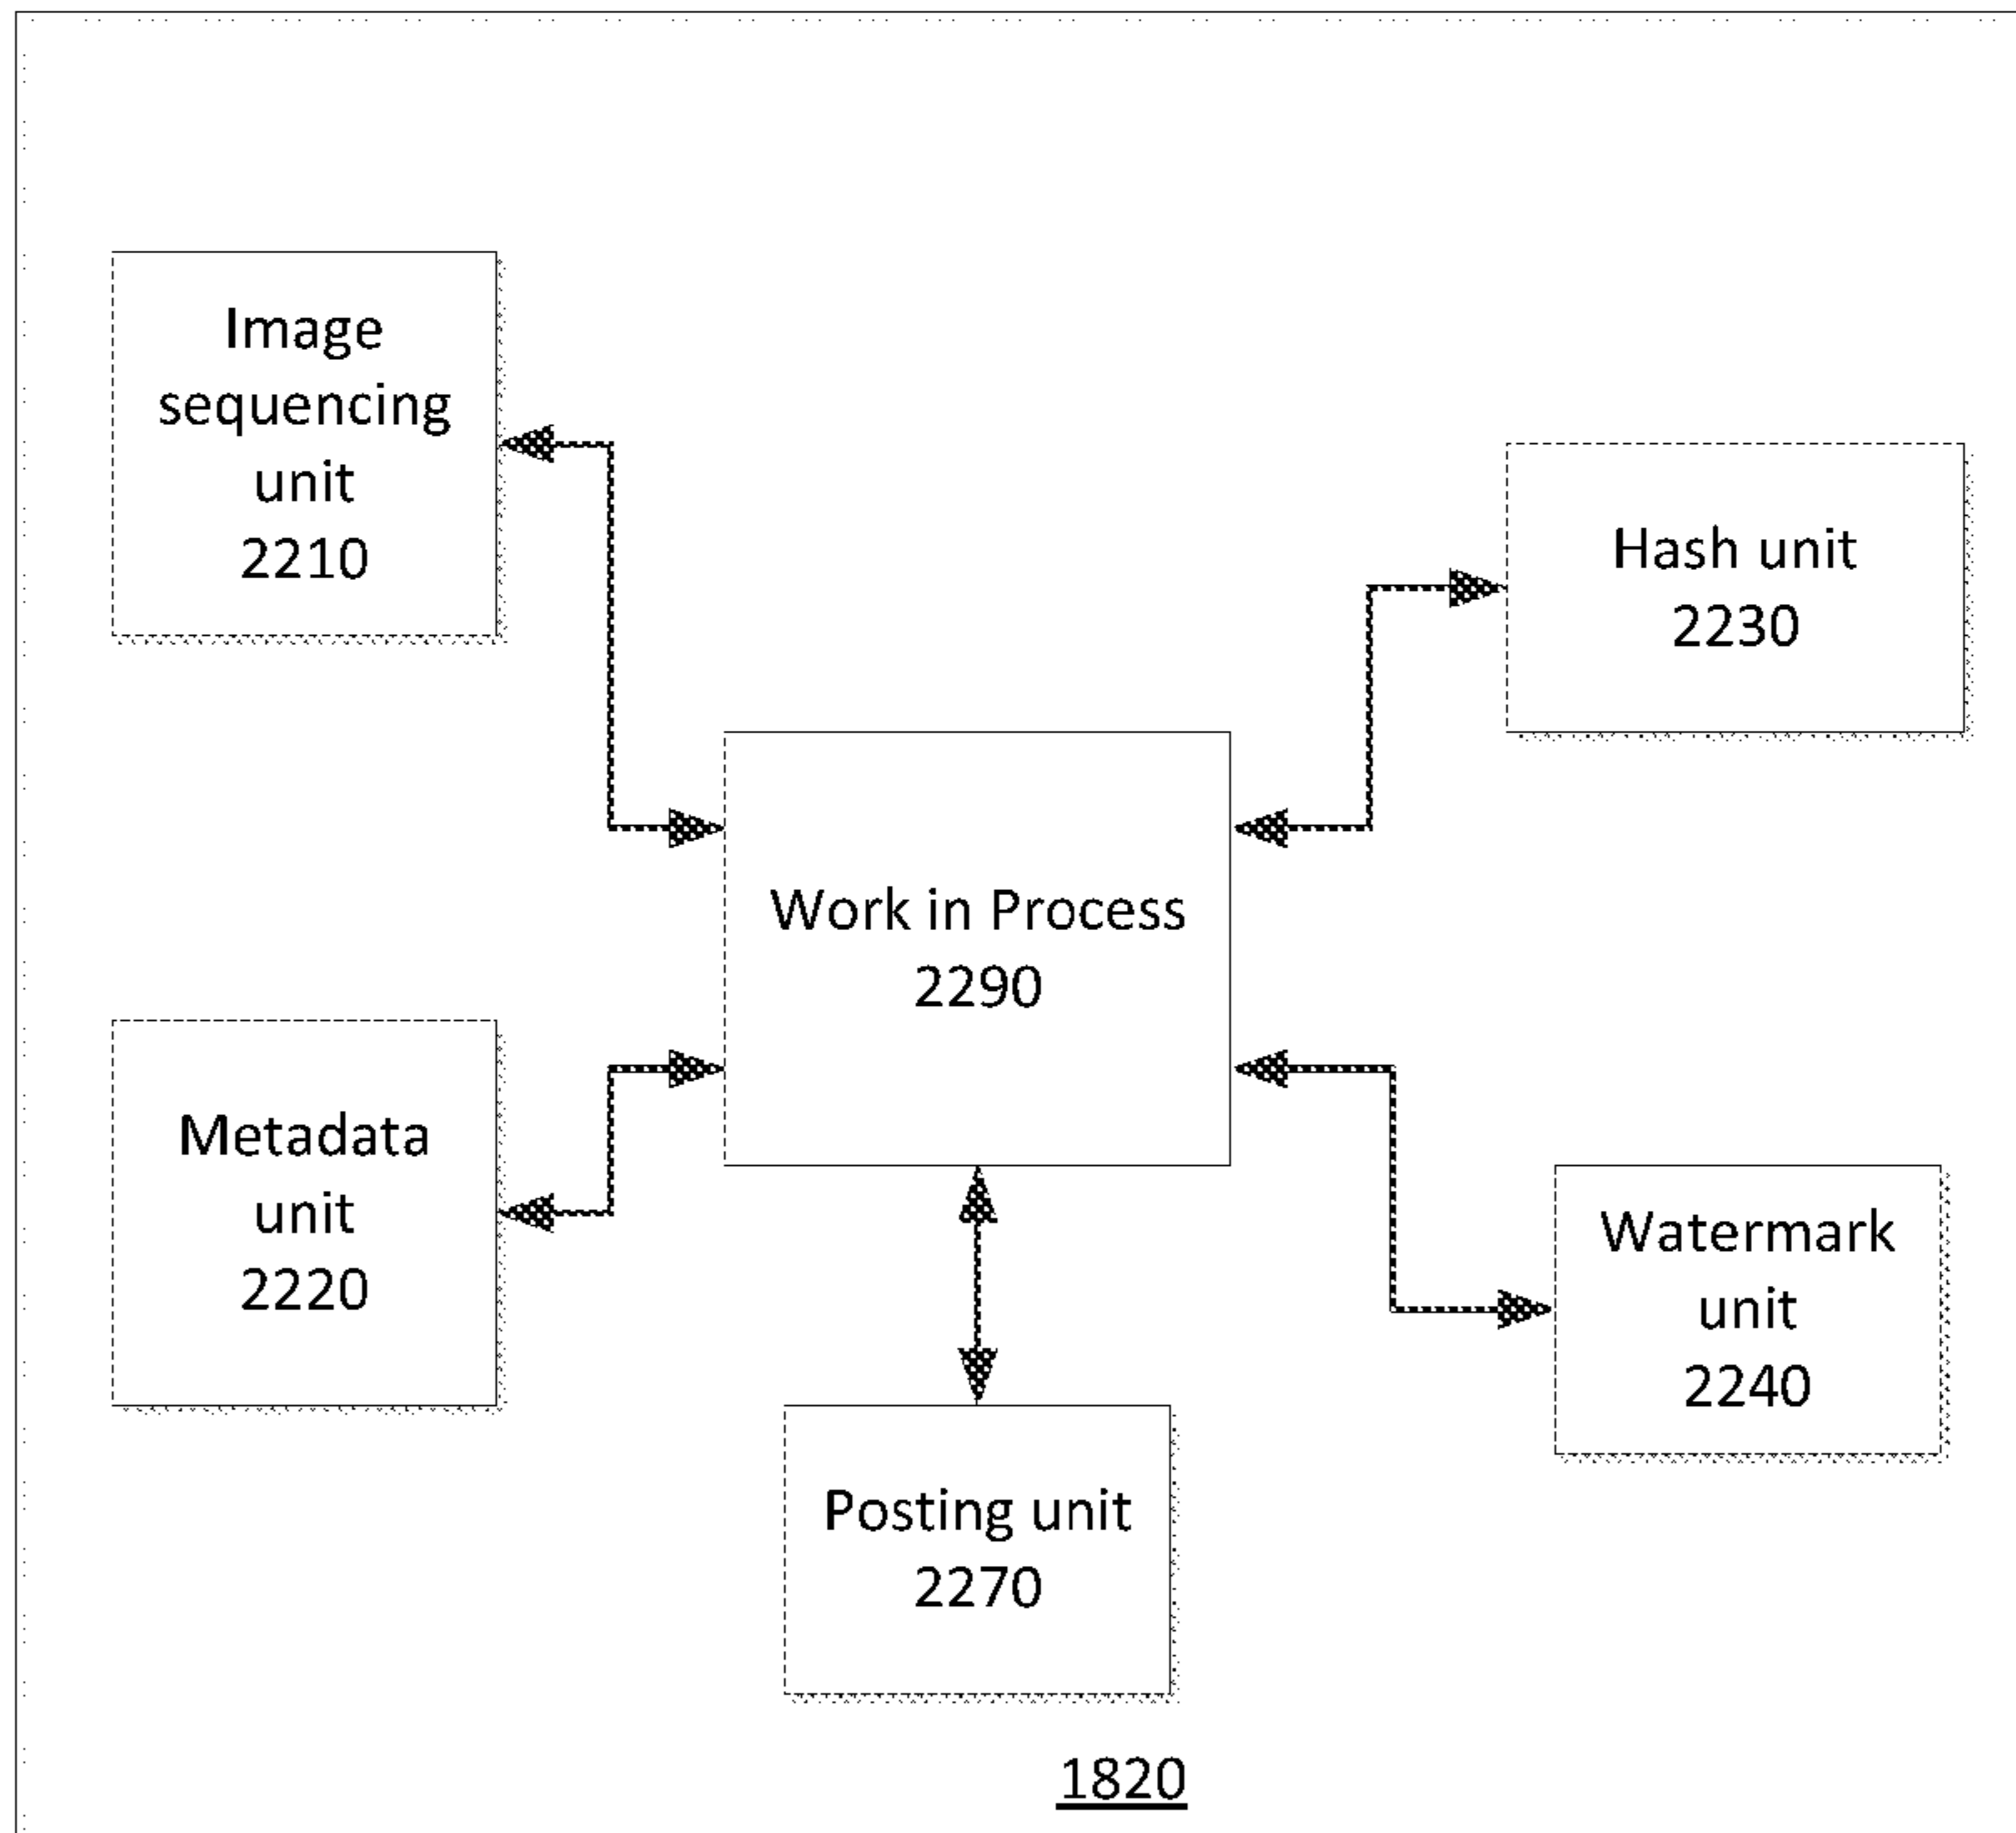 Image
sequencing
unit
2210
Hash unit
2230
Work in Process
2290
Metadata
unit
2220
Watermark
unit
2240
Posting unit
2270
1820